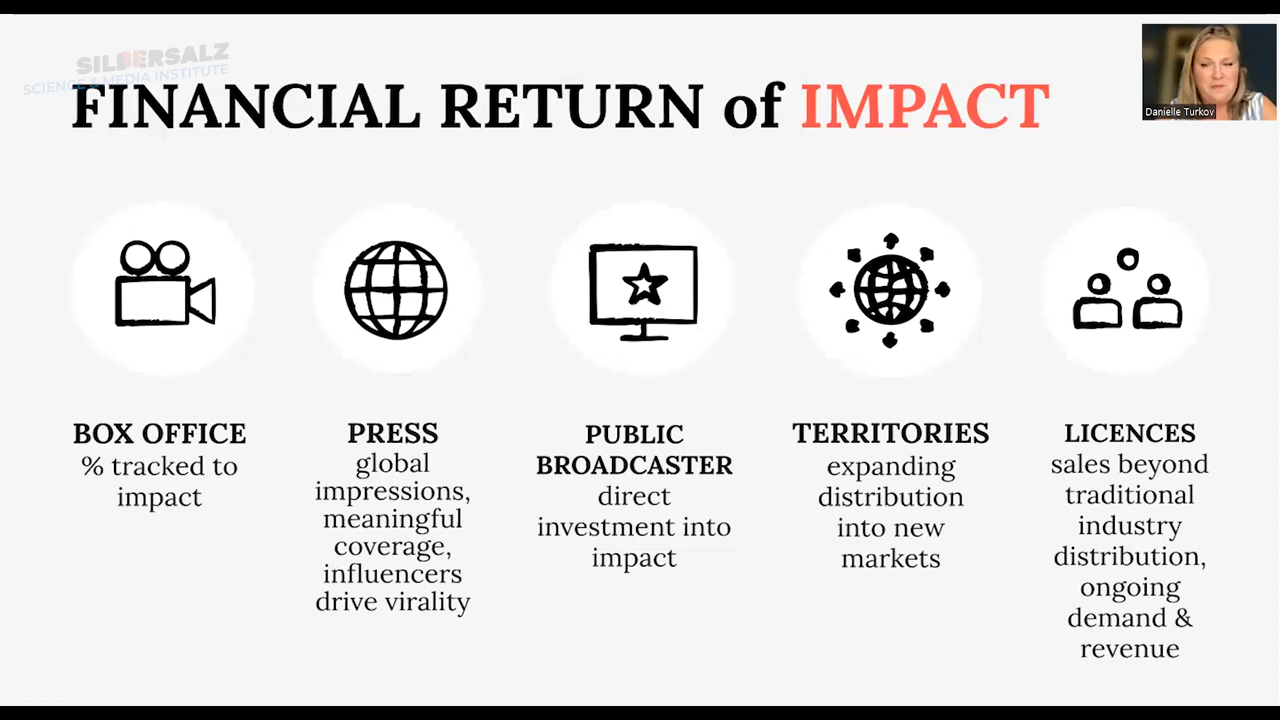 SILBERSALZ
SCIENCE & MEDIA INSTITUTE
FINANCIAL RETURN of IMPACT
Danielle Turkov
BOX OFFICE
% tracked to
impact
PRESS
global
impressions,
meaningful
coverage,
influencers
drive virality
PUBLIC
BROADCASTER
direct
investment into
impact
TERRITORIES
expanding
distribution
into new
markets
LICENCES
sales beyond
traditional
industry
distribution,
ongoing
demand &
revenue